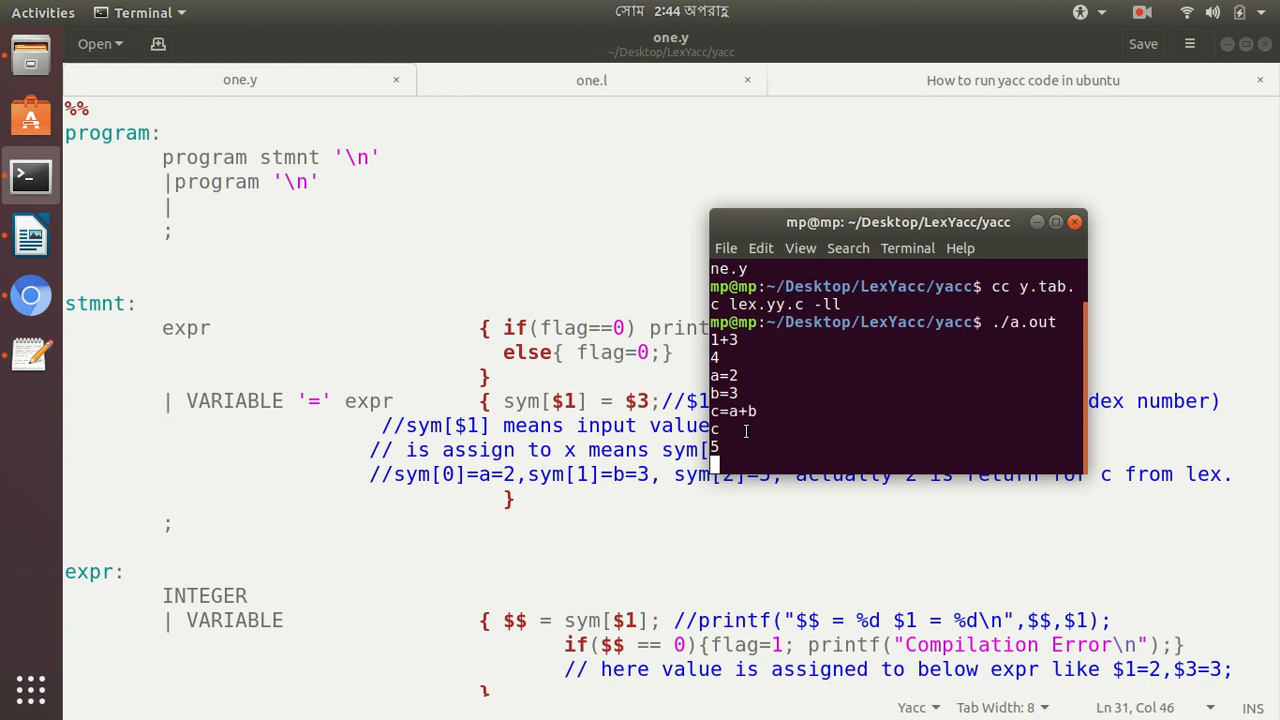 Activities Terminal সোম 2:44 অপরাহ্ণ
Open one.y Save
~/Desktop/LexYacc/yacc
one.y × one.l × How to run yacc code in ubuntu ×
%%
program:
program stmnt '\n'
|program '\n'
|
;
stmnt:
expr { if(flag==0) print
else{ flag=0;}
}
| VARIABLE '=' expr { sym[$1] = $3;//$1 dex number)
//sym[$1] means input value
// is assign to x means sym[
//sym[0]=a=2,sym[1]=b=3, sym[2]=5, actually 2 is return for c from lex.
}
;
expr:
INTEGER
| VARIABLE { $$ = sym[$1]; //printf("$$ = %d $1 = %d\n",$$,$1);
if($$ == 0){flag=1; printf("Compilation Error\n");}
// here value is assigned to below expr like $1=2,$3=3;
}
mp@mp: ~/Desktop/LexYacc/yacc
File Edit View Search Terminal Help
ne.y
mp@mp:~/Desktop/LexYacc/yacc$ cc y.tab.
c lex.yy.c -ll
mp@mp:~/Desktop/LexYacc/yacc$ ./a.out
1+3
4
a=2
b=3
c=a+b
c
5
Yacc Tab Width: 8 Ln 31, Col 46 INS